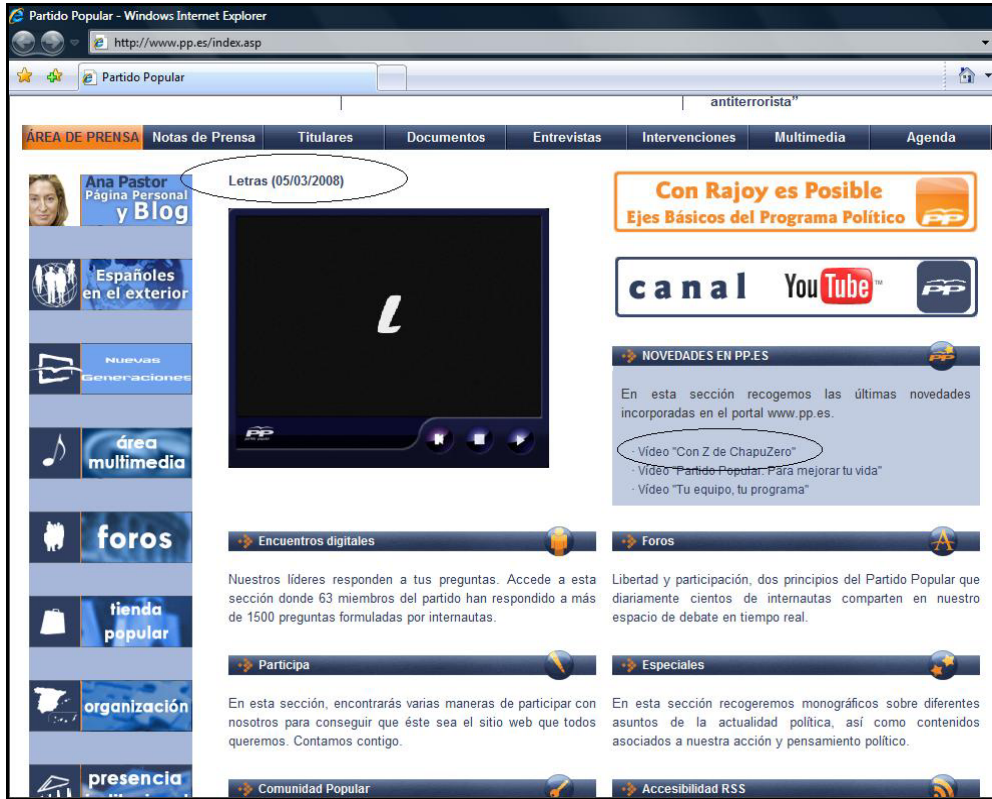 Partido Popular - Windows Internet Explorer
http://www.pp.es/index.asp
Partido Popular
antiterrorista”
ÁREA DE PRENSA Notas de Prensa Titulares Documentos Entrevistas Intervenciones Multimedia Agenda
Ana Pastor
Página Personal
y Blog
Españoles
en el exterior
Nuevas
Generaciones
área
multimedia
foros
tienda
popular
organización
presencia
Letras (05/03/2008)
L
PP
Con Rajoy es Posible
Ejes Básicos del Programa Político
PP
canal YouTube™
PP
NOVEDADES EN PP.ES
En esta sección recogemos las últimas novedades
incorporadas en el portal www.pp.es.
· Vídeo "Con Z de ChapuZero"
· Vídeo "Partido Popular. Para mejorar tu vida"
· Vídeo "Tu equipo, tu programa"
Encuentros digitales
Nuestros líderes responden a tus preguntas. Accede a esta
sección donde 63 miembros del partido han respondido a más
de 1500 preguntas formuladas por internautas.
Foros
Libertad y participación, dos principios del Partido Popular que
diariamente cientos de internautas comparten en nuestro
espacio de debate en tiempo real.
Participa
En esta sección, encontrarás varias maneras de participar con
nosotros para conseguir que éste sea el sitio web que todos
queremos. Contamos contigo.
Especiales
En esta sección recogeremos monográficos sobre diferentes
asuntos de la actualidad política, así como contenidos
asociados a nuestra acción y pensamiento político.
Comunidad Popular
Accesibilidad RSS